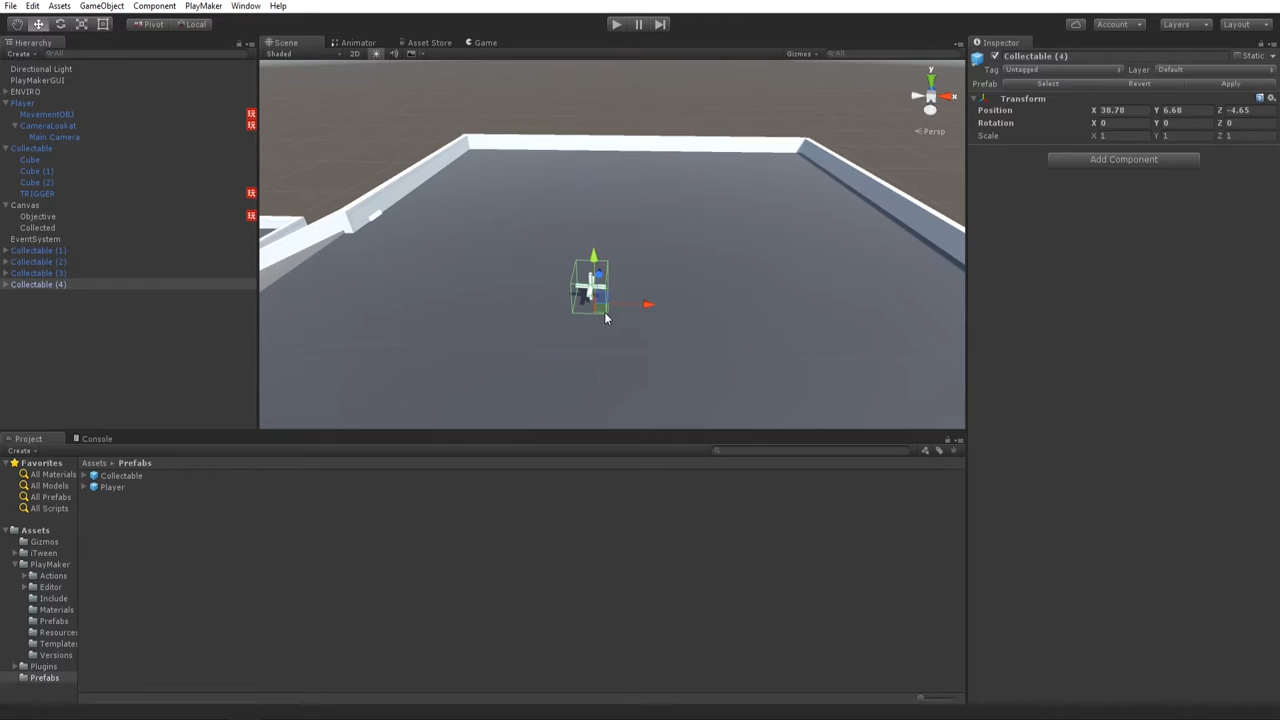 File Edit Assets GameObject Component PlayMaker Window Help
Pivot Local Account Layers Layout
Hierarchy
Create All
Directional Light
PlayMakerGUI
ENVIRO
Player
MovementOBJ
CameraLookat
Main Camera
Collectable
Cube
Cube (1)
Cube (2)
TRIGGER
Canvas
Objective
Collected
EventSystem
Collectable (1)
Collectable (2)
Collectable (3)
Collectable (4)
Scene Animator Asset Store Game
Shaded 2D Gizmos All
y
x
Persp
Inspector
Collectable (4) Static
Tag Untagged Layer Default
Prefab Select Revert Apply
Transform
Position X 38.78 Y 6.68 Z -4.65
Rotation X 0 Y 0 Z 0
Scale X 1 Y 1 Z 1
Add Component
Project Console
Create
Favorites
All Materials
All Models
All Prefabs
All Scripts
Assets
Gizmos
iTween
PlayMaker
Actions
Editor
Include
Materials
Prefabs
Resources
Templates
Versions
Plugins
Prefabs
Assets Prefabs
Collectable
Player